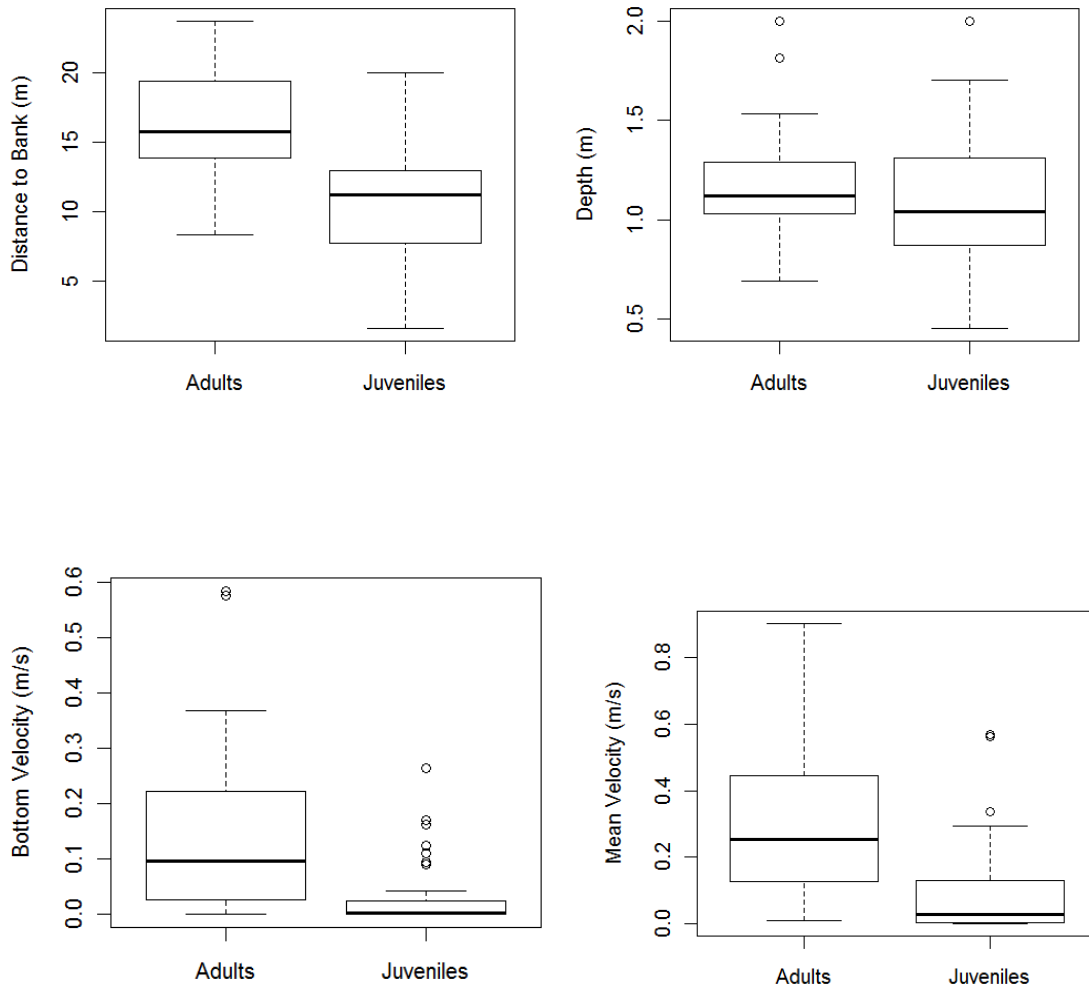 Distance to Bank (m)
20
15
10
5
Adults
Juveniles
Depth (m)
2.0
1.5
1.0
0.5
Adults
Juveniles
Bottom Velocity (m/s)
0.6
0.5
0.4
0.3
0.2
0.1
0.0
Adults
Juveniles
Mean Velocity (m/s)
0.8
0.6
0.4
0.2
0.0
Adults
Juveniles